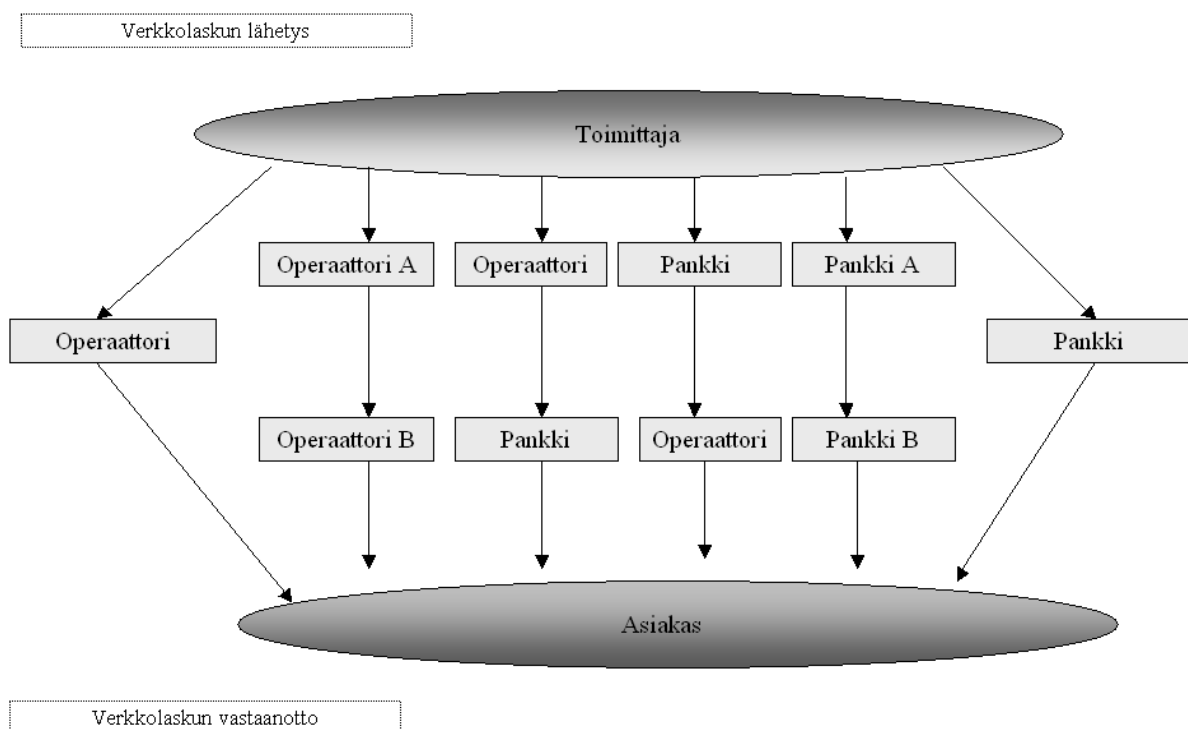 Verkkolaskun lähetys
Toimittaja
Operaattori A
Operaattori
Pankki
Pankki A
Operaattori
Pankki
Operaattori B
Pankki
Operaattori
Pankki B
Asiakas
Verkkolaskun vastaanotto